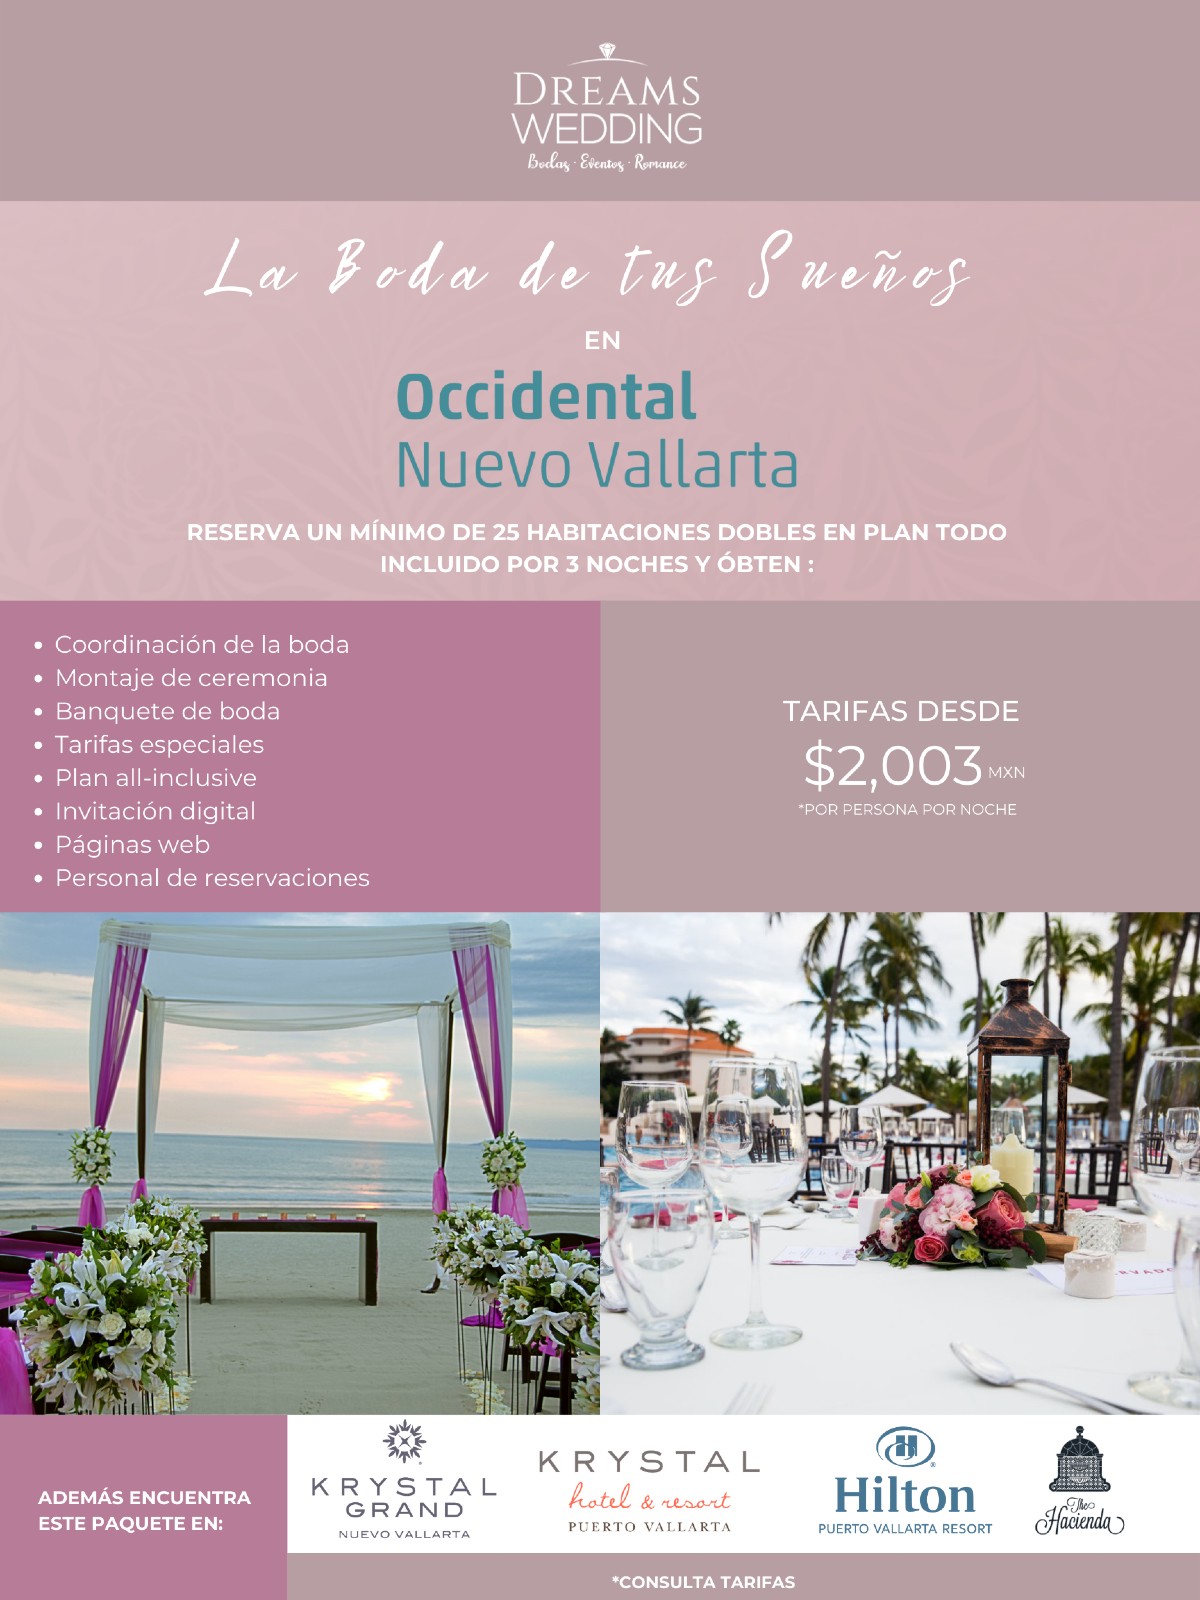 DREAMS
WEDDING
Bodas · Eventos · Romance
La Boda de tus Sueños
EN
Occidental
Nuevo Vallarta
RESERVA UN MÍNIMO DE 25 HABITACIONES DOBLES EN PLAN TODO
INCLUIDO POR 3 NOCHES Y ÓBTEN :
• Coordinación de la boda
• Montaje de ceremonia
• Banquete de boda
• Tarifas especiales
• Plan all-inclusive
• Invitación digital
• Páginas web
• Personal de reservaciones
TARIFAS DESDE
$2,003 MXN
*POR PERSONA POR NOCHE
ADEMÁS ENCUENTRA
ESTE PAQUETE EN:
KRYSTAL
GRAND
NUEVO VALLARTA
KRYSTAL
hotel & resort
PUERTO VALLARTA
Hilton
PUERTO VALLARTA RESORT
The
Hacienda
*CONSULTA TARIFAS